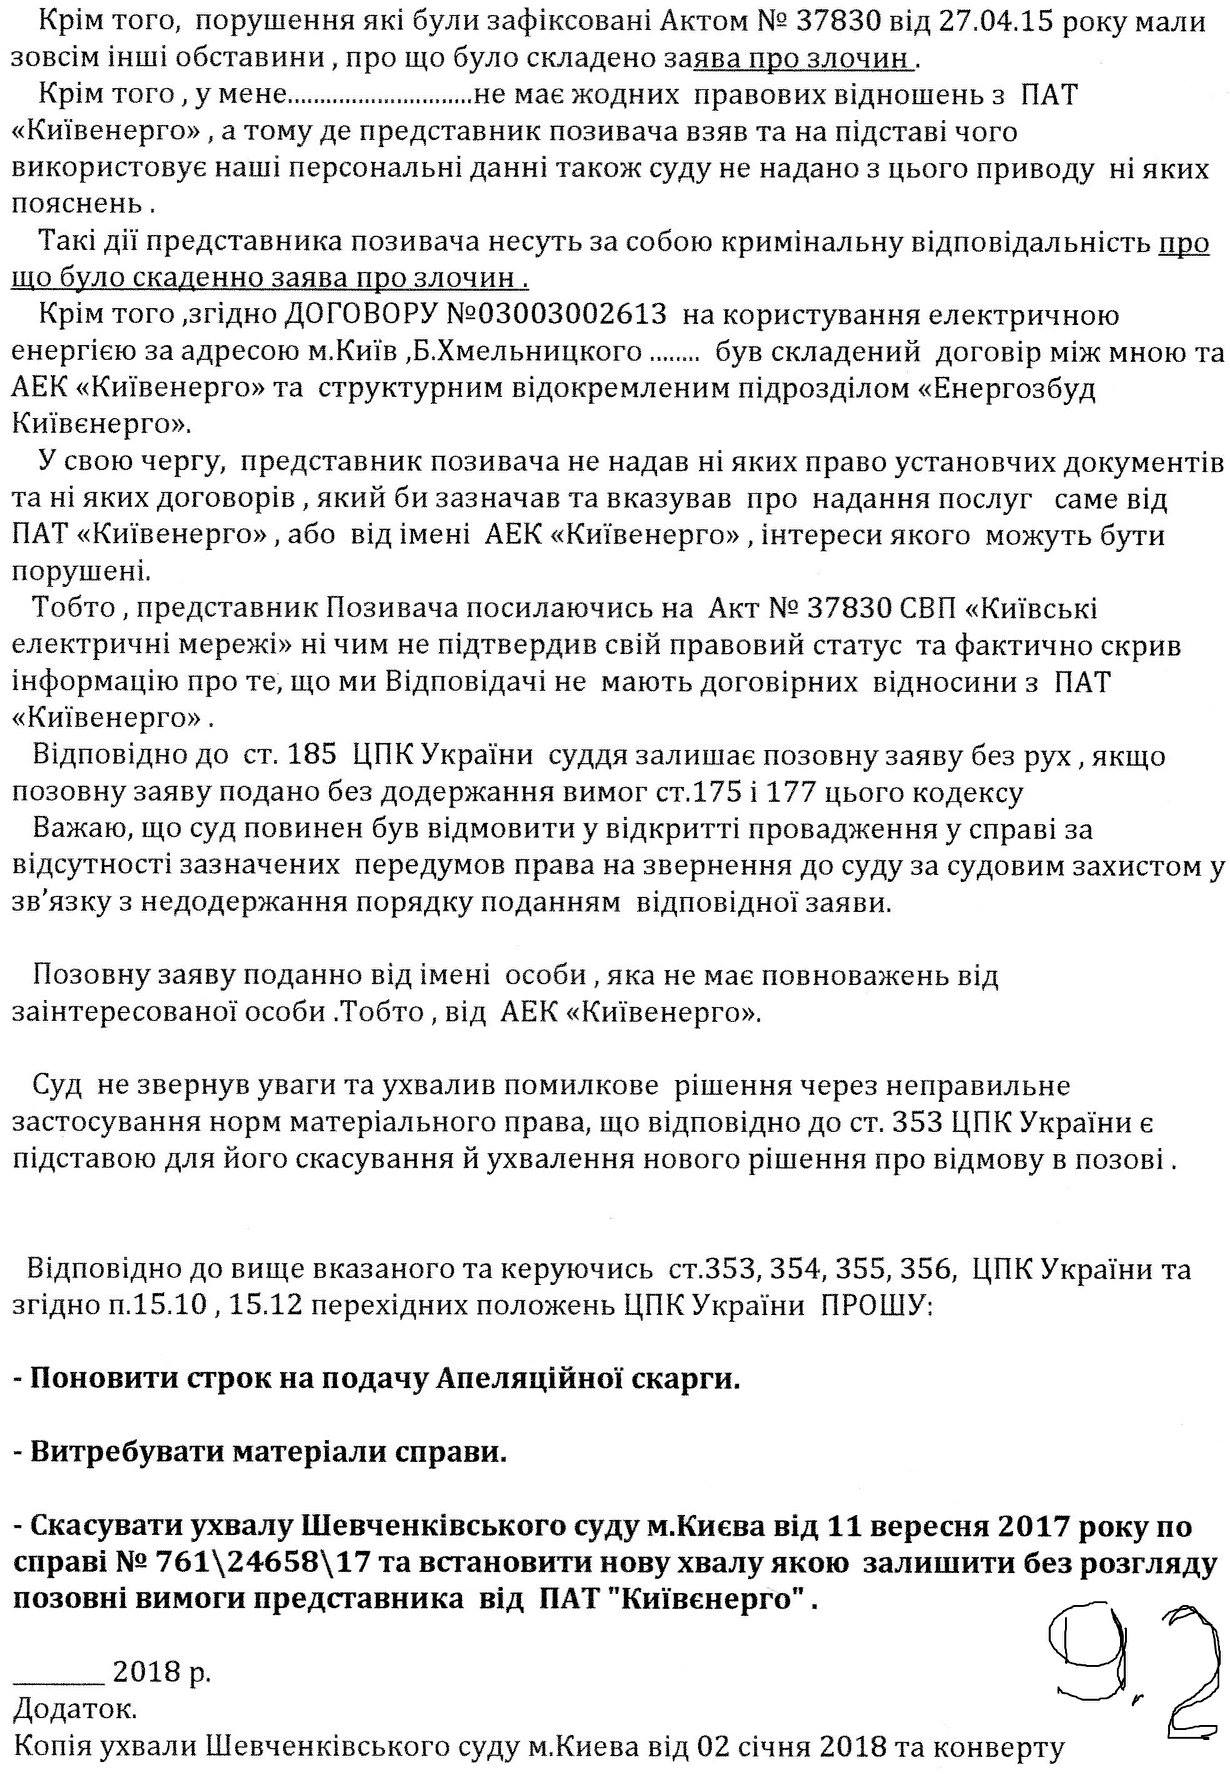 Крім того, порушення які були зафіксовані Актом № 37830 від 27.04.15 року мали
зовсім інші обставини , про що було складено заява про злочин .
Крім того , у мене.............................не має жодних правових відношень з ПАТ
«Київенерго» , а тому де представник позивача взяв та на підставі чого
використовує наші персональні данні також суду не надано з цього приводу ні яких
пояснень .
Такі дії представника позивача несуть за собою кримінальну відповідальність про
що було скаденно заява про злочин .
Крім того ,згідно ДОГОВОРУ №03003002613 на користування електричною
енергією за адресою м.Київ ,Б.Хмельницкого ........ був складений договір між мною та
АЕК «Київенерго» та структурним відокремленим підрозділом «Енергозбуд
Київєнерго».
У свою чергу, представник позивача не надав ні яких право установчих документів
та ні яких договорів , який би зазначав та вказував про надання послуг саме від
ПАТ «Київенерго» , або від імені АЕК «Київенерго» , інтереси якого можуть бути
порушені.
Тобто , представник Позивача посилаючись на Акт № 37830 СВП «Київські
електричні мережі» ні чим не підтвердив свій правовий статус та фактично скрив
інформацію про те, що ми Відповідачі не мають договірних відносини з ПАТ
«Київенерго» .
Відповідно до ст. 185 ЦПК України суддя залишає позовну заяву без рух , якщо
позовну заяву подано без додержання вимог ст.175 і 177 цього кодексу
Важаю, що суд повинен був відмовити у відкритті провадження у справі за
відсутності зазначених передумов права на звернення до суду за судовим захистом у
зв’язку з недодержання порядку поданням відповідної заяви.
Позовну заяву поданно від імені особи , яка не має повноважень від
заінтересованої особи .Тобто , від АЕК «Київенерго».
Суд не звернув уваги та ухвалив помилкове рішення через неправильне
застосування норм матеріального права, що відповідно до ст. 353 ЦПК України є
підставою для його скасування й ухвалення нового рішення про відмову в позові .
Відповідно до вище вказаного та керуючись ст.353, 354, 355, 356, ЦПК України та
згідно п.15.10 , 15.12 перехідних положень ЦПК України ПРОШУ:
- Поновити строк на подачу Апеляційної скарги.
- Витребувати матеріали справи.
- Скасувати ухвалу Шевченківського суду м.Києва від 11 вересня 2017 року по
справі № 761\24658\17 та встановити нову хвалу якою залишити без розгляду
позовні вимоги представника від ПАТ "Київєнерго" .
______ 2018 р.
Додаток.
Копія ухвали Шевченківського суду м.Киева від 02 січня 2018 та конверту
9.2